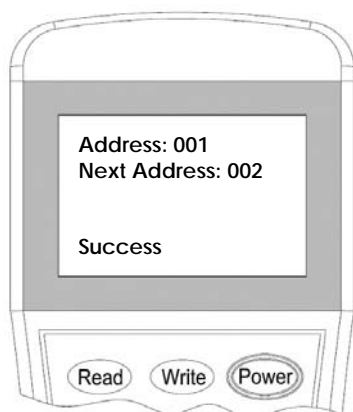 Address: 001
Next Address: 002
Success
Read Write Power